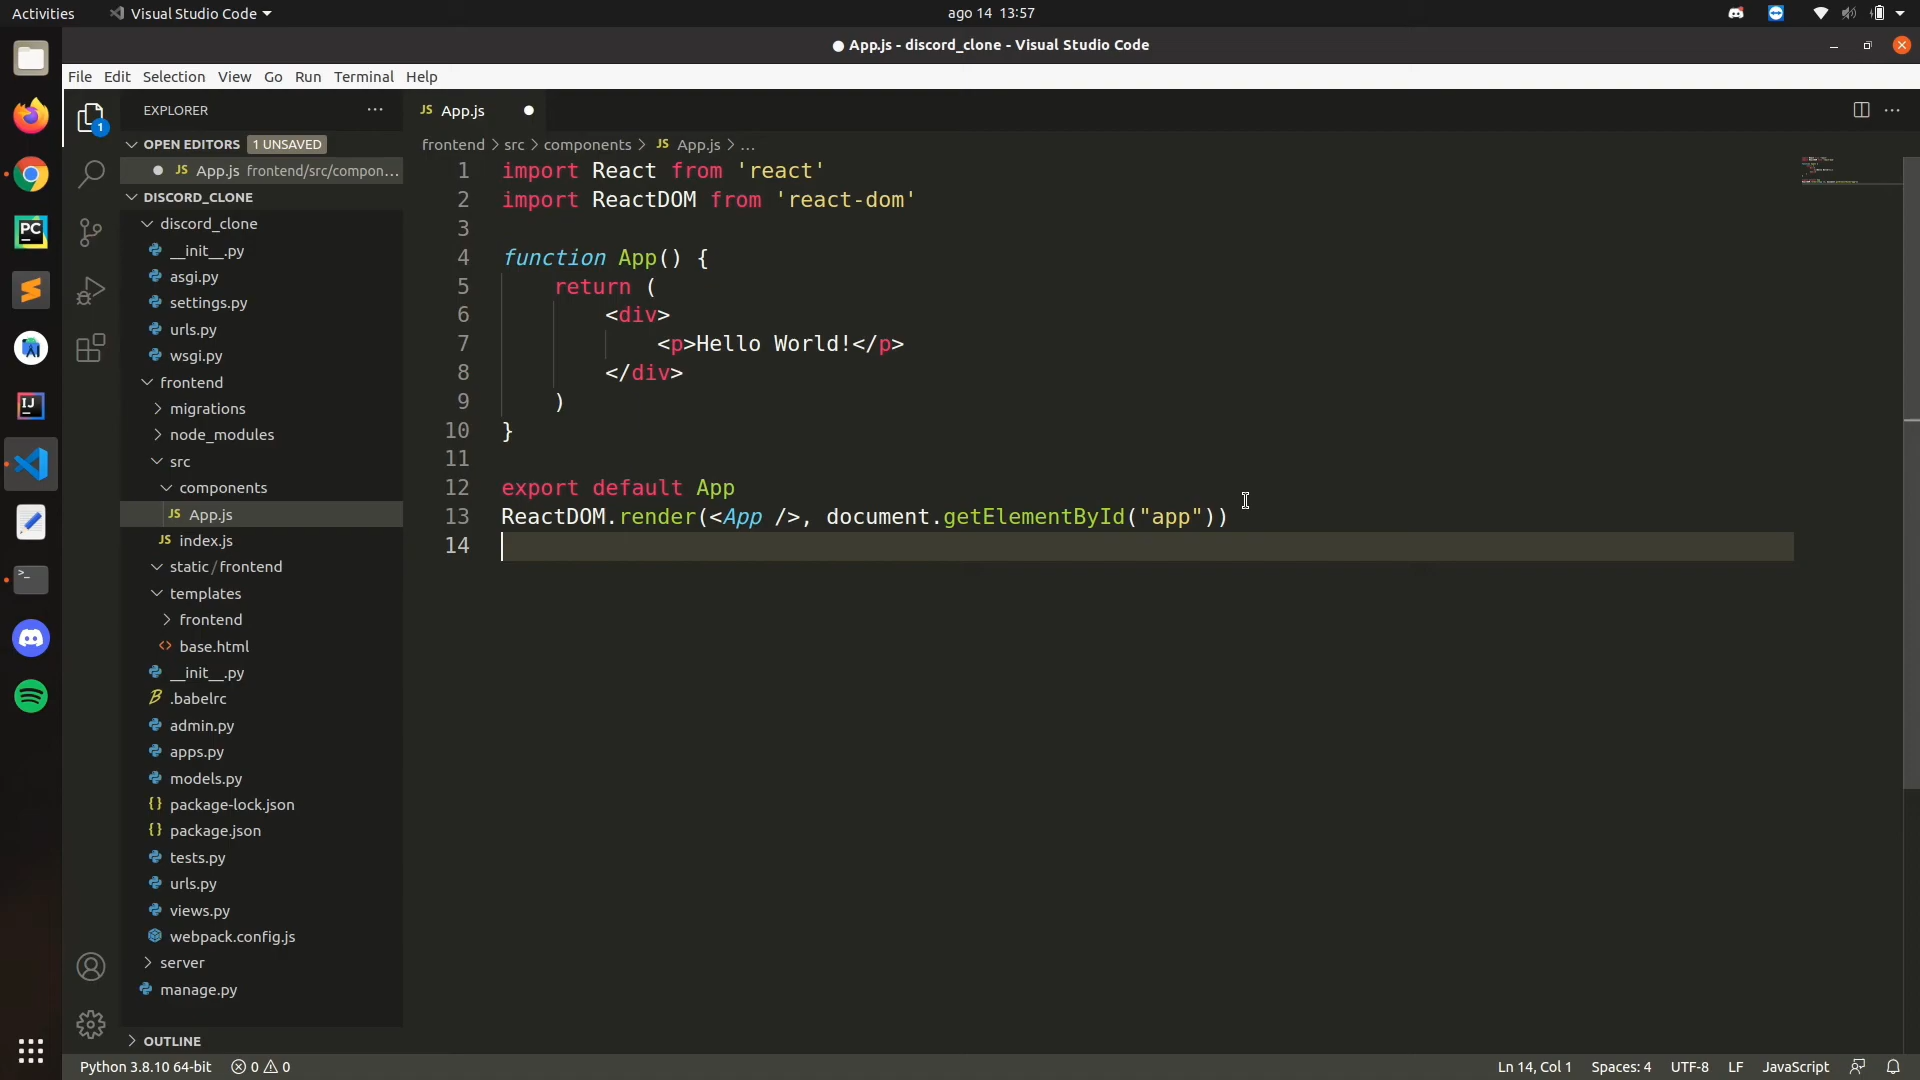 Activities
Visual Studio Code
ago 14 13:57
● App.js - discord_clone - Visual Studio Code
File Edit Selection View Go Run Terminal Help
EXPLORER
OPEN EDITORS 1 UNSAVED
JS App.js frontend/src/compon...
DISCORD_CLONE
discord_clone
__init__.py
asgi.py
settings.py
urls.py
wsgi.py
frontend
migrations
node_modules
src
components
JS App.js
JS index.js
static/frontend
templates
frontend
<> base.html
__init__.py
.babelrc
admin.py
apps.py
models.py
{} package-lock.json
{} package.json
tests.py
urls.py
views.py
webpack.config.js
server
manage.py
OUTLINE
JS App.js
frontend > src > components > JS App.js > ...
1 import React from 'react'
2 import ReactDOM from 'react-dom'
3
4 function App() {
5 return (
6 <div>
7 <p>Hello World!</p>
8 </div>
9 )
10 }
11
12 export default App
13 ReactDOM.render(<App />, document.getElementById("app"))
14
Python 3.8.10 64-bit
0 0
Ln 14, Col 1
Spaces: 4
UTF-8
LF
JavaScript
1
PC
IJ
>_